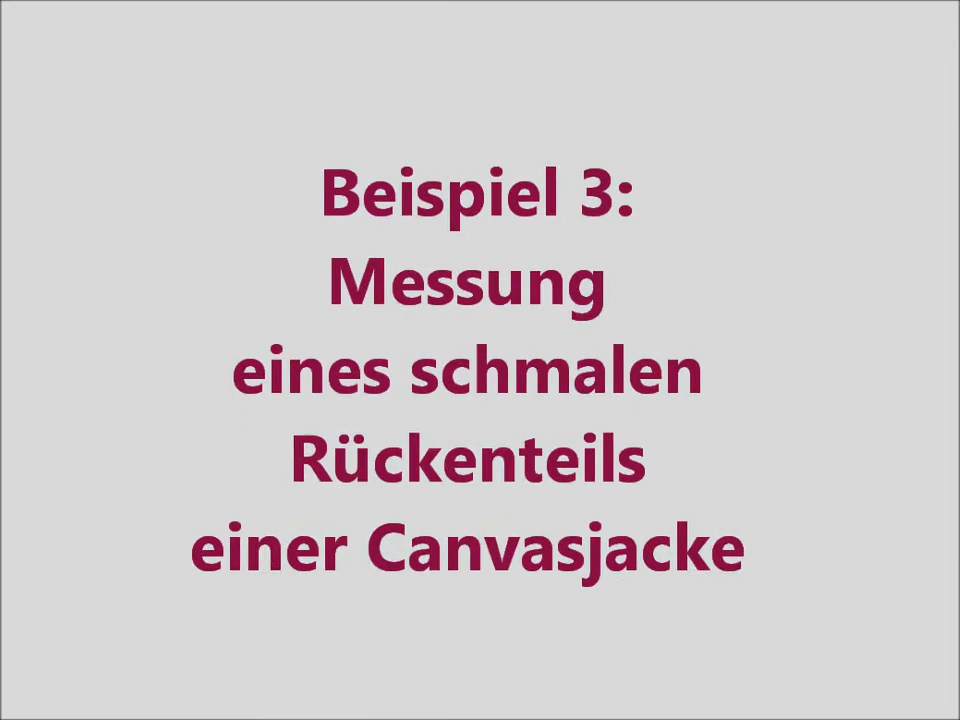 Beispiel 3:
Messung
eines schmalen
Rückenteils
einer Canvasjacke